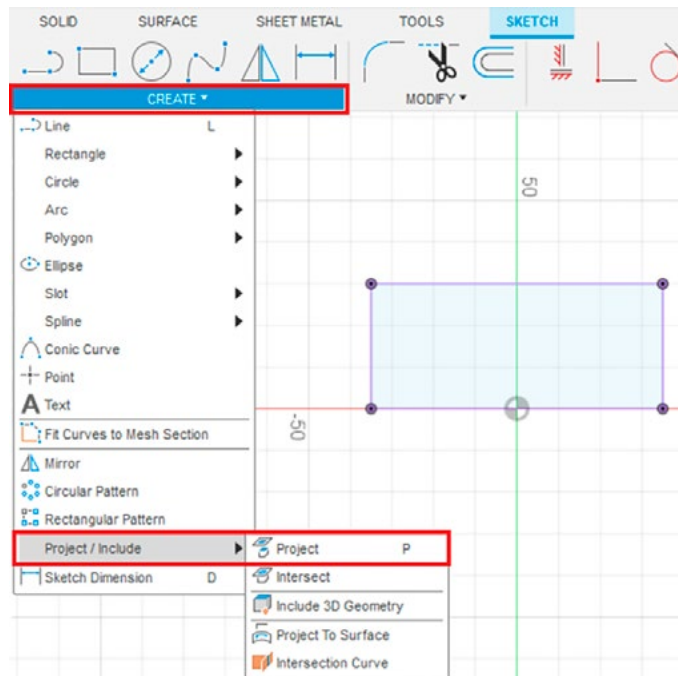 SOLID SURFACE SHEET METAL TOOLS SKETCH
CREATE ▾ MODIFY ▾
Line L
Rectangle
Circle
Arc
Polygon
Ellipse
Slot
Spline
Conic Curve
Point
A Text
Fit Curves to Mesh Section
Mirror
Circular Pattern
Rectangular Pattern
Project / Include
Sketch Dimension D
Project P
Intersect
Include 3D Geometry
Project To Surface
Intersection Curve
50
-50